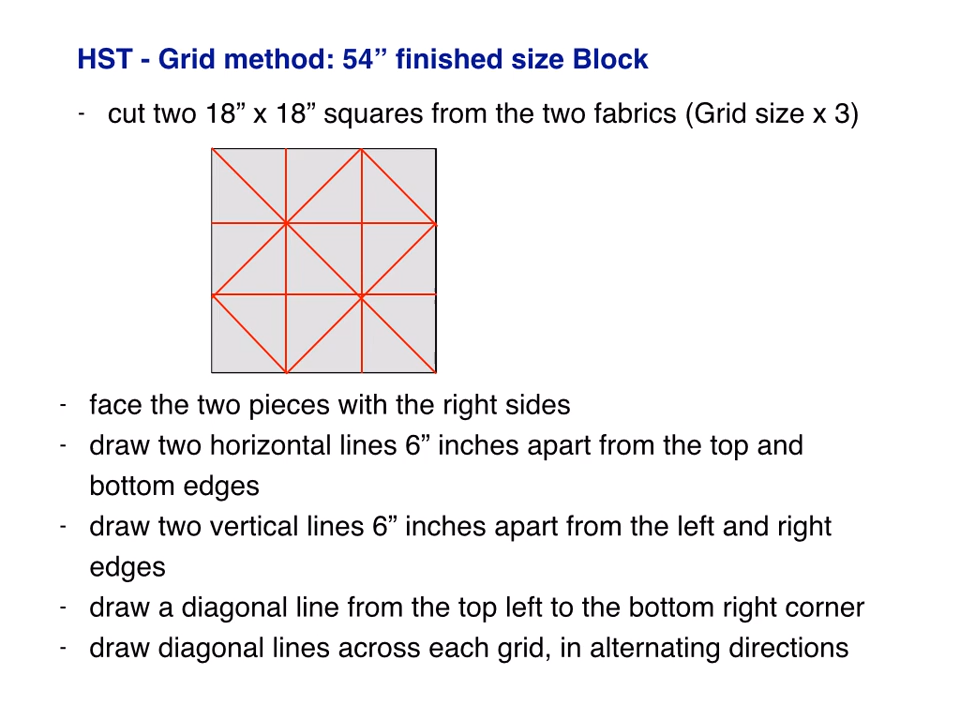 HST - Grid method: 54” finished size Block
- cut two 18” x 18” squares from the two fabrics (Grid size x 3)
- face the two pieces with the right sides
- draw two horizontal lines 6” inches apart from the top and
bottom edges
- draw two vertical lines 6” inches apart from the left and right
edges
- draw a diagonal line from the top left to the bottom right corner
- draw diagonal lines across each grid, in alternating directions